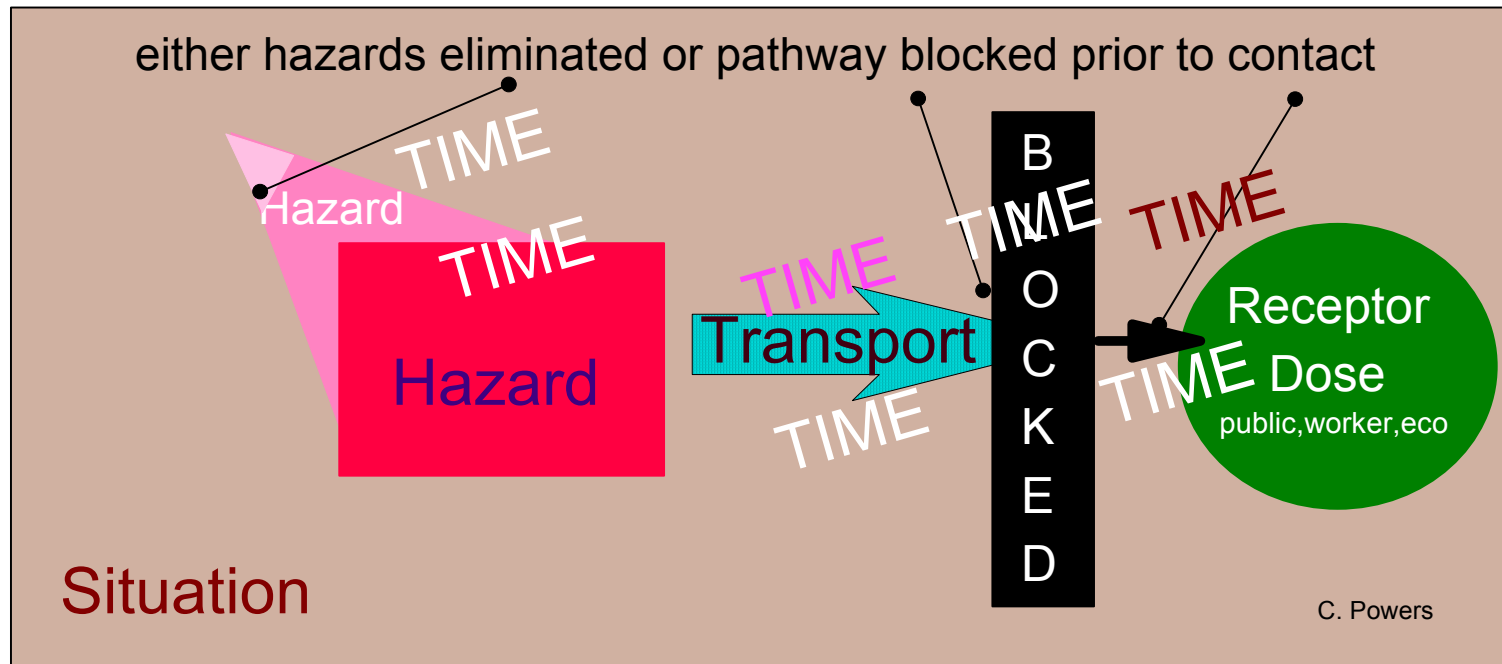 either hazards eliminated or pathway blocked prior to contact
TIME
Hazard
TIME
Hazard
TIME
Transport
TIME
BLOCKED
TIME
TIME
TIME
Receptor
Dose
public,worker,eco
Situation
C. Powers